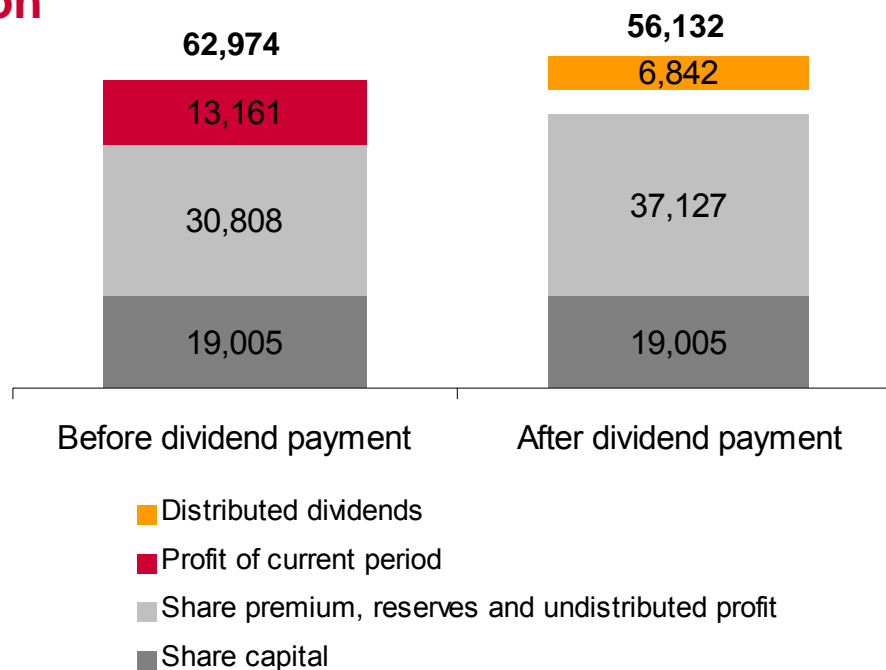 62,974
56,132
6,842
13,161
30,808
37,127
19,005
19,005
Before dividend payment
After dividend payment
Distributed dividends
Profit of current period
Share premium, reserves and undistributed profit
Share capital